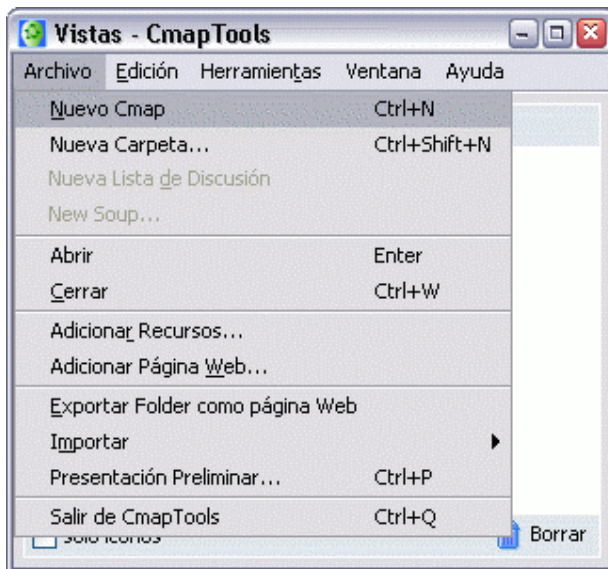 Vistas - CmapTools
Archivo Edición Herramientas Ventana Ayuda
Nuevo Cmap Ctrl+N
Nueva Carpeta... Ctrl+Shift+N
Nueva Lista de Discusión
New Soup...
Abrir Enter
Cerrar Ctrl+W
Adicionar Recursos...
Adicionar Página Web...
Exportar Folder como página Web
Importar
Presentación Preliminar... Ctrl+P
Salir de CmapTools Ctrl+Q
Sólo íconos Borrar